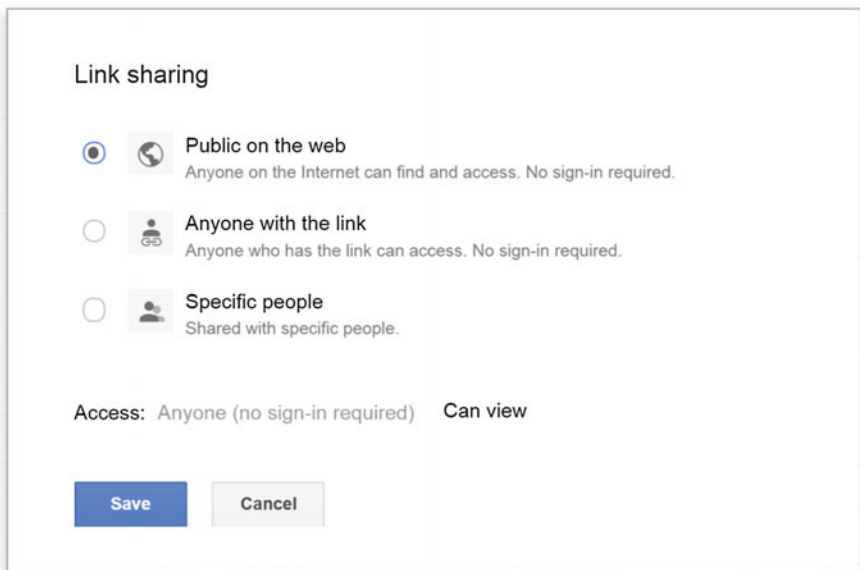 Link sharing
Public on the web
Anyone on the Internet can find and access. No sign-in required.
Anyone with the link
Anyone who has the link can access. No sign-in required.
Specific people
Shared with specific people.
Access: Anyone (no sign-in required) Can view
Save Cancel